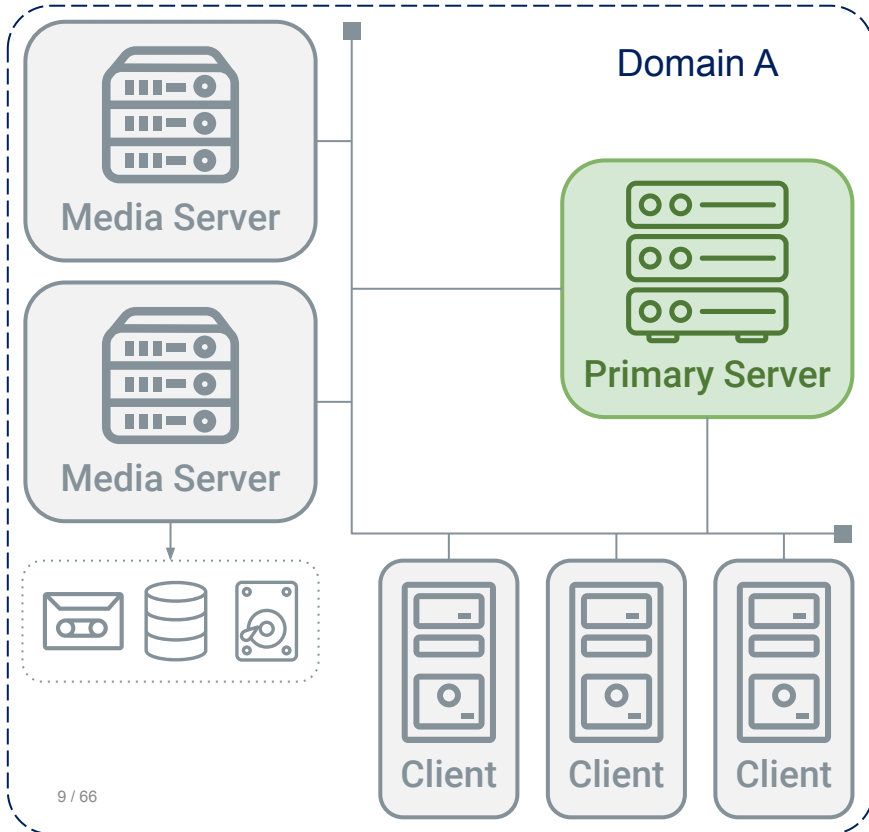 Domain A
Media Server
Primary Server
Media Server
Client
Client
Client
9 / 66